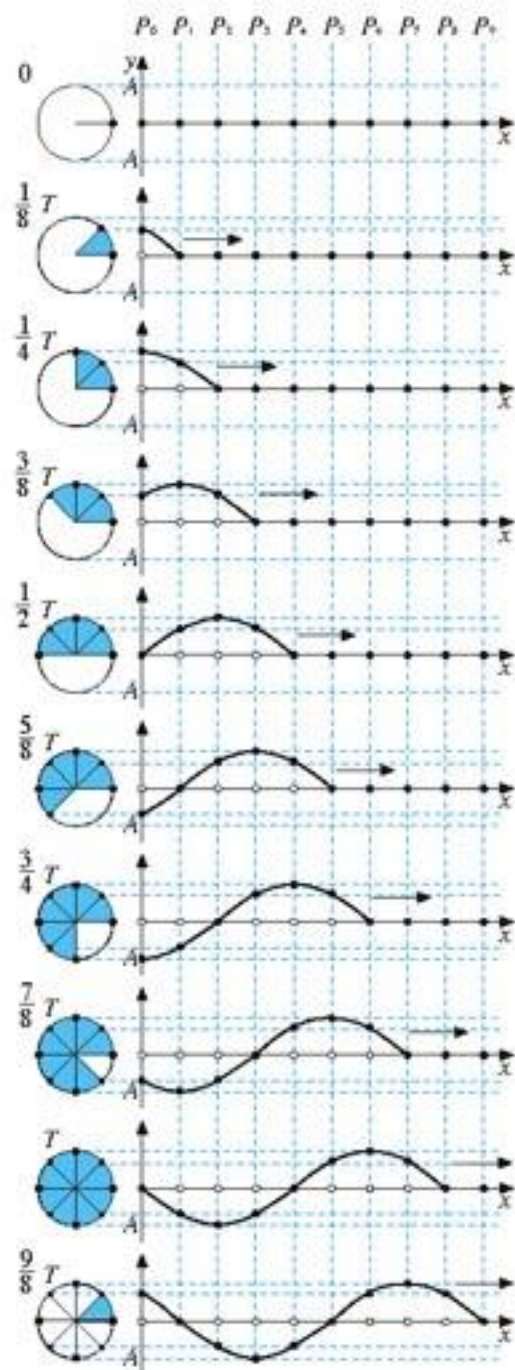 P₀ P₁ P₂ P₃ P₄ P₅ P₆ P₇ P₈ P₉
y
0
A
A
x
1/8 T
A
x
1/4 T
A
x
3/8 T
A
x
1/2 T
A
x
5/8 T
A
x
3/4 T
A
x
7/8 T
A
x
T
A
x
9/8 T
A
x